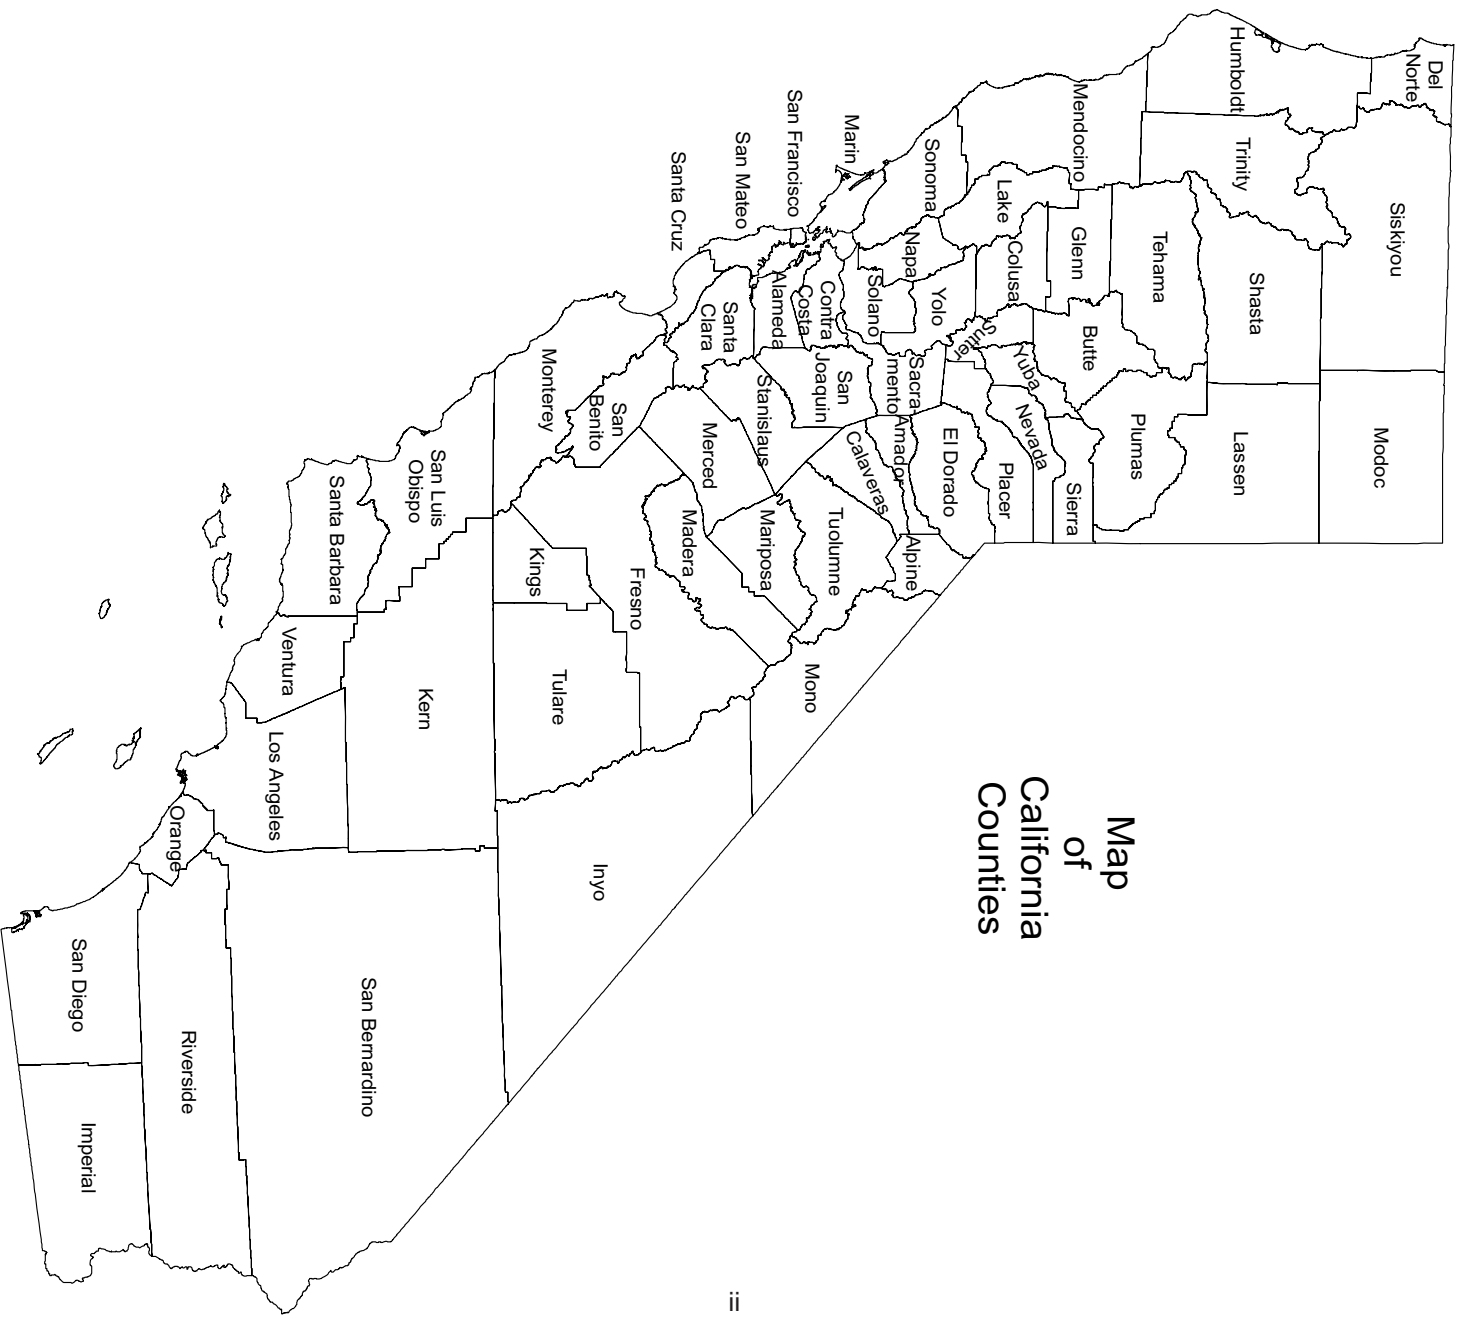 Map
of
California
Counties
Del
Norte
Siskiyou
Modoc
Humboldt
Trinity
Shasta
Lassen
Mendocino
Tehama
Plumas
Glenn
Butte
Lake
Colusa
Sutter
Yuba
Sierra
Nevada
Placer
Sonoma
Napa
Yolo
El Dorado
Marin
Solano
Sacra-
mento
Amador
Alpine
San Francisco
Contra
Costa
San
Joaquin
Calaveras
Tuolumne
Mono
San Mateo
Alameda
Stanislaus
Mariposa
Santa Cruz
Santa
Clara
Merced
Madera
San
Benito
Fresno
Monterey
Kings
Tulare
Inyo
San Luis
Obispo
Kern
San Bernardino
Santa Barbara
Ventura
Los Angeles
Orange
Riverside
San Diego
Imperial
ii